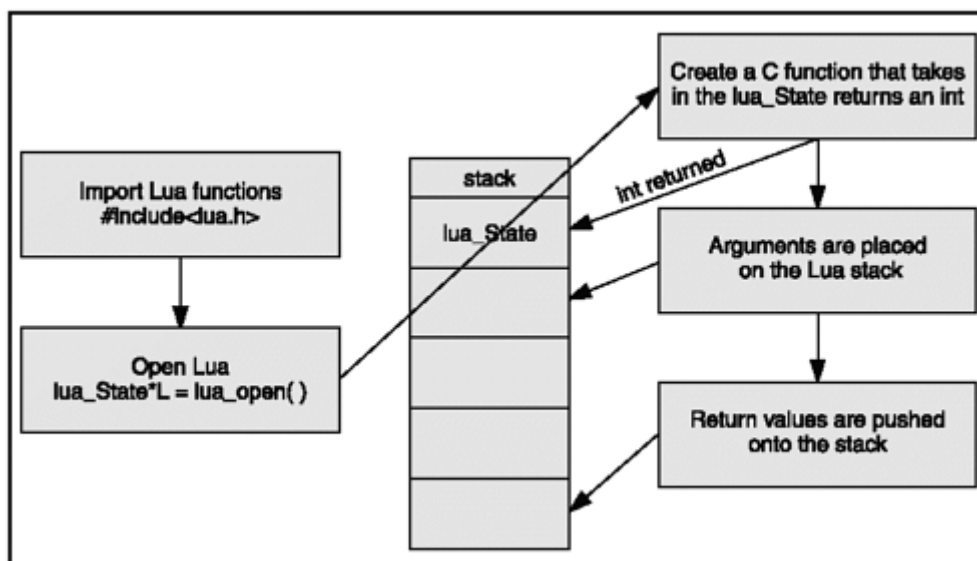 Import Lua functions
#include<lua.h>
Open Lua
lua_State*L = lua_open( )
stack
lua_State
Create a C function that takes
in the lua_State returns an int
int returned
Arguments are placed
on the Lua stack
Return values are pushed
onto the stack